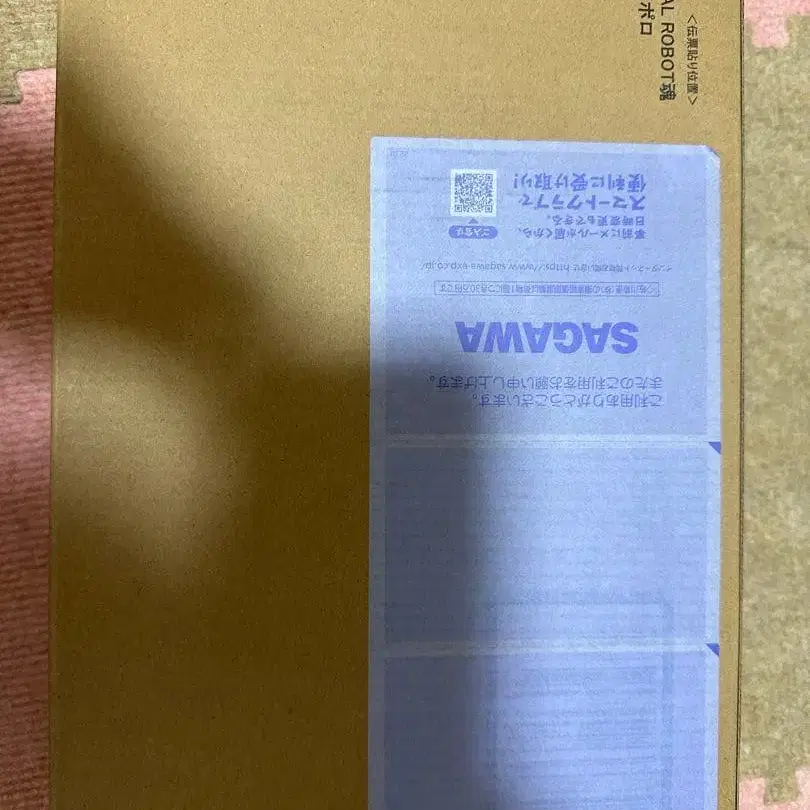 ＜伝票貼り位置＞
AL ROBOT魂
ポロ
ご利用ありがとうございます。
またのご利用をお願い申し上げます。
SAGAWA
https://www.sagawa-exp.co.jp/
事前にメールが届くから、
日時変更もできる。
スマートクラブで
便利に受け取り!
ご入会は